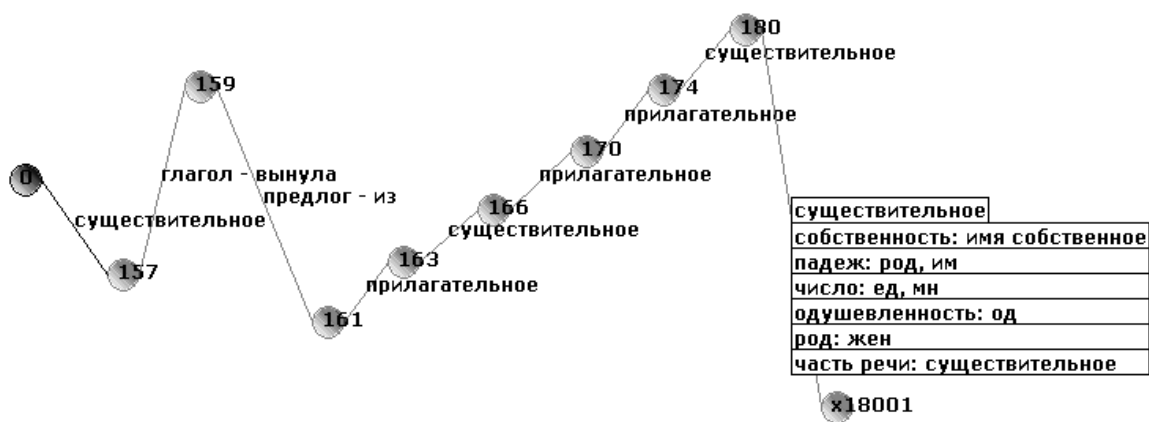 180
существительное
159
174
прилагательное
170
прилагательное
0
глагол - вынула
предлог - из
166
существительное
существительное
существительное
собственность: имя собственное
163
157
прилагательное
падеж: род, им
число: ед, мн
161
одушевленность: од
род: жен
часть речи: существительное
x18001